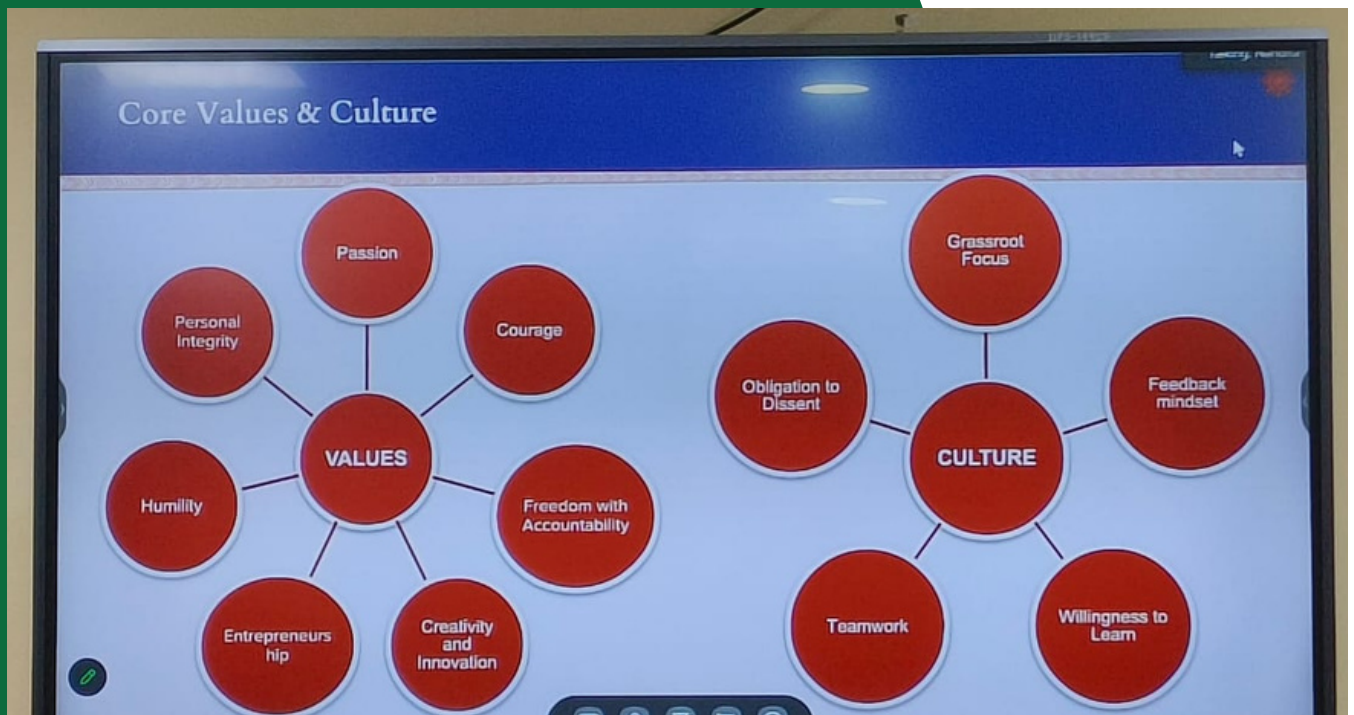 Core Values & Culture
Passion
Courage
Freedom with
Accountability
Creativity
and
Innovation
Entrepreneurs
hip
Humility
Personal
Integrity
VALUES
Grassroot
Focus
Feedback
mindset
Willingness to
Learn
Teamwork
Obligation to
Dissent
CULTURE